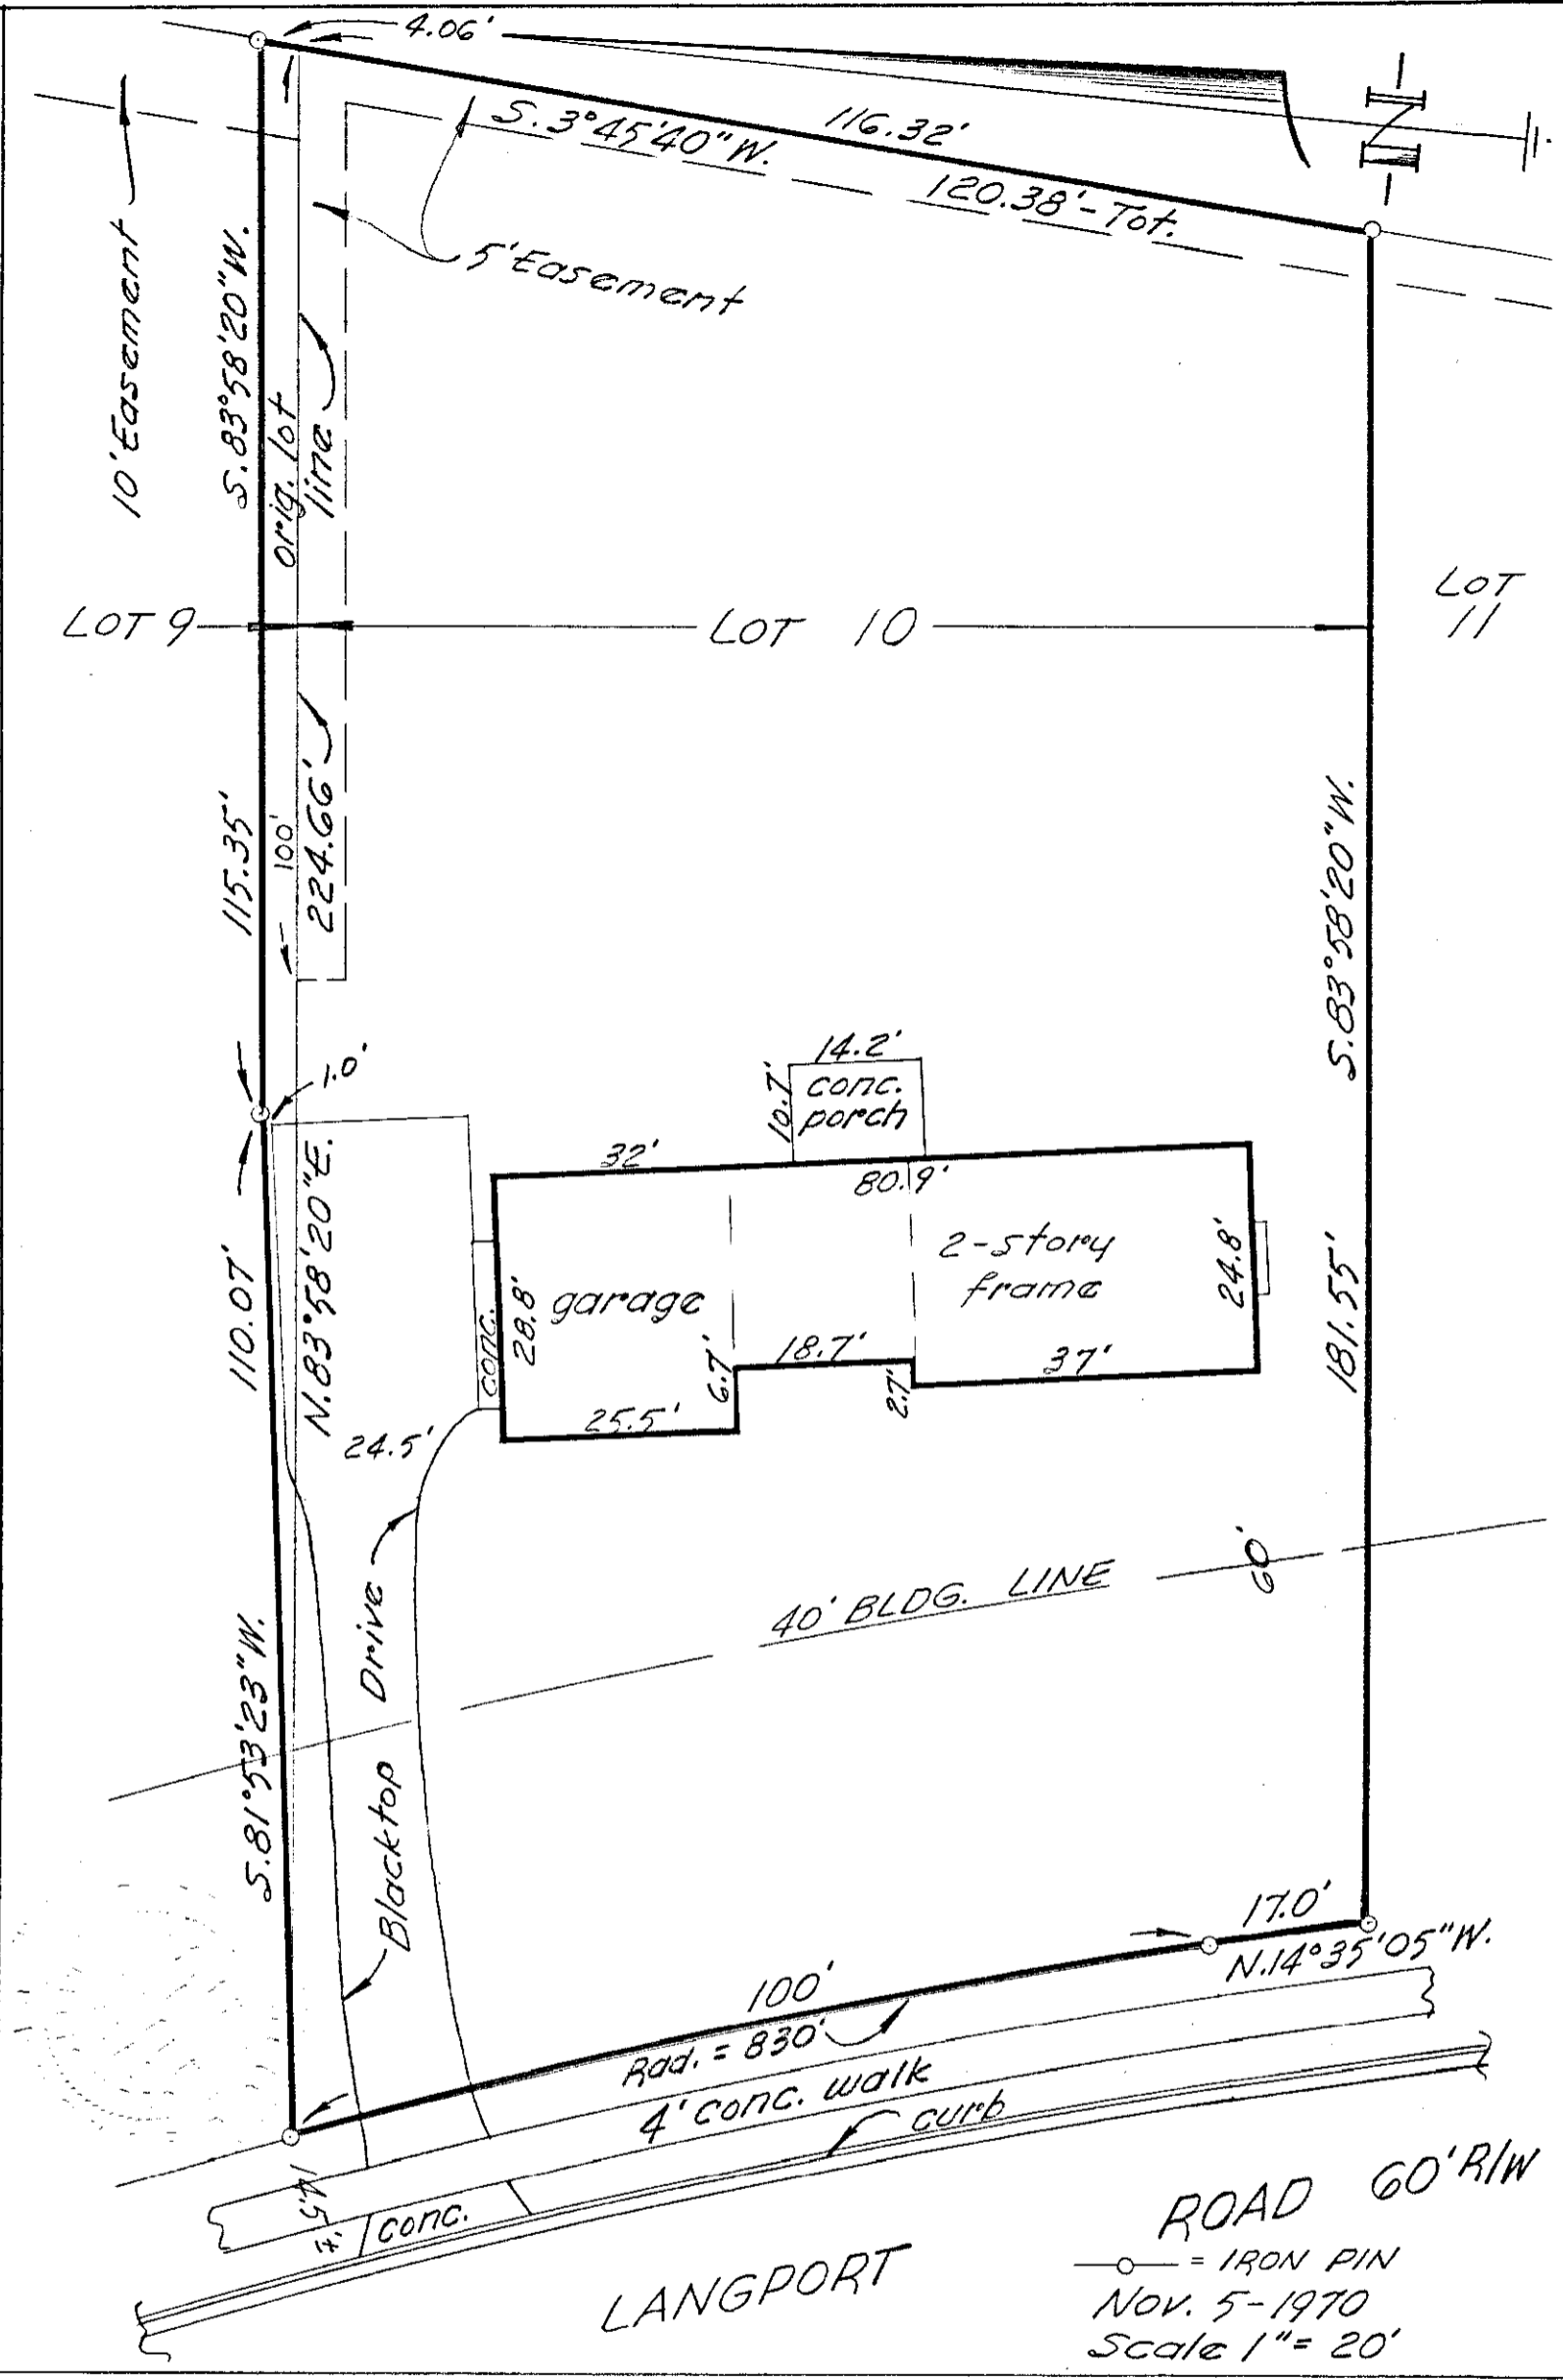 4.06'
N
S. 3°45'40" W.
116.32'
120.38' - Tot.
10' Easement
5' Easement
S. 83°58'20" W.
orig. lot
line
LOT 9
LOT 10
LOT
11
115.35'
100'
224.66'
S. 83°58'20" W.
1.0'
14.2'
10.7'
conc.
porch
32'
80.9'
110.07'
N. 83°58'20" E.
conc.
28.8'
garage
2-story
frame
24.8'
181.55'
6.7'
18.7'
2.7'
37'
25.5'
24.5'
40' BLDG. LINE
60'
S. 81°53'23" W.
Blacktop Drive
17.0'
N. 14°35'05" W.
100'
Rad. = 830'
4' conc. walk
curb
14.5'±
conc.
LANGPORT
ROAD 60' R/W
= IRON PIN
Nov. 5-1970
Scale 1" = 20'